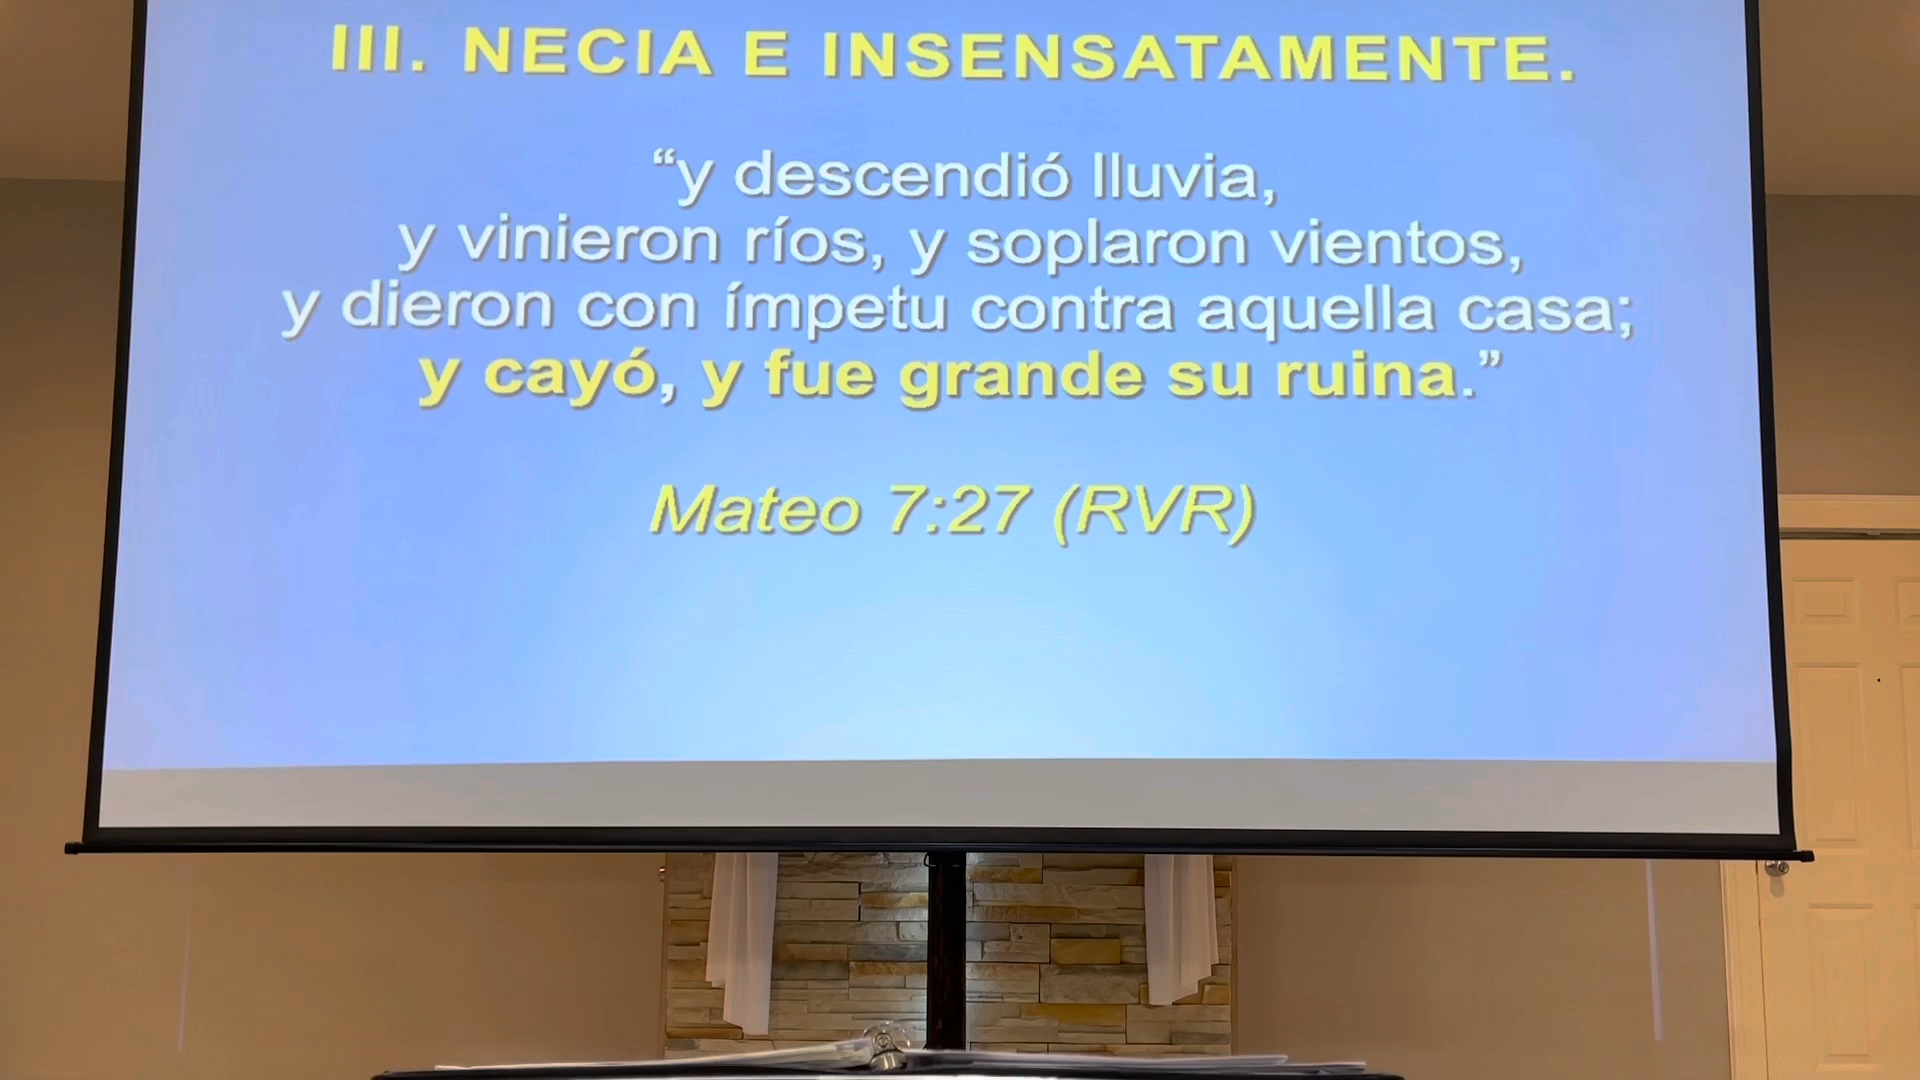 III. NECIA E INSENSATAMENTE.
“y descendió lluvia,
y vinieron ríos, y soplaron vientos,
y dieron con ímpetu contra aquella casa;
y cayó, y fue grande su ruina.”
Mateo 7:27 (RVR)